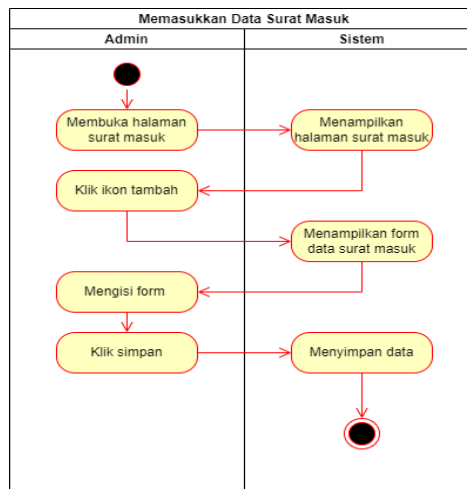 Memasukkan Data Surat Masuk
Admin
Sistem
Membuka halaman
surat masuk
Menampilkan
halaman surat masuk
Klik ikon tambah
Menampilkan form
data surat masuk
Mengisi form
Klik simpan
Menyimpan data